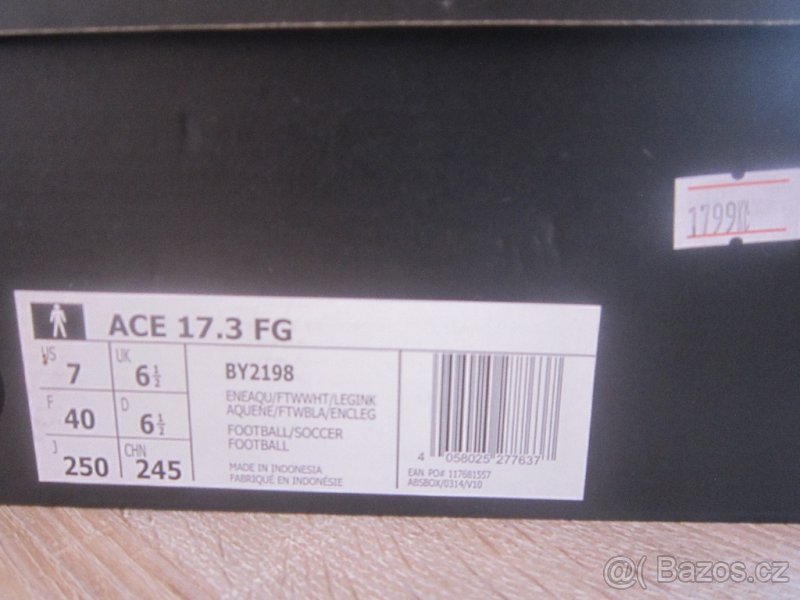 1799Kč
ACE 17.3 FG
US 7 UK 6½
F 40 D 6½
J 250 CHN 245
BY2198
ENEAQU/FTWWHT/LEGINK
AQUENE/FTWBLA/ENCLEG
FOOTBALL/SOCCER
FOOTBALL
MADE IN INDONESIA
FABRIQUÉ EN INDONÉSIE
4 058025 277637
EAN PO# 117681557
ABSBOX/0314/V10
@ Bazos.cz